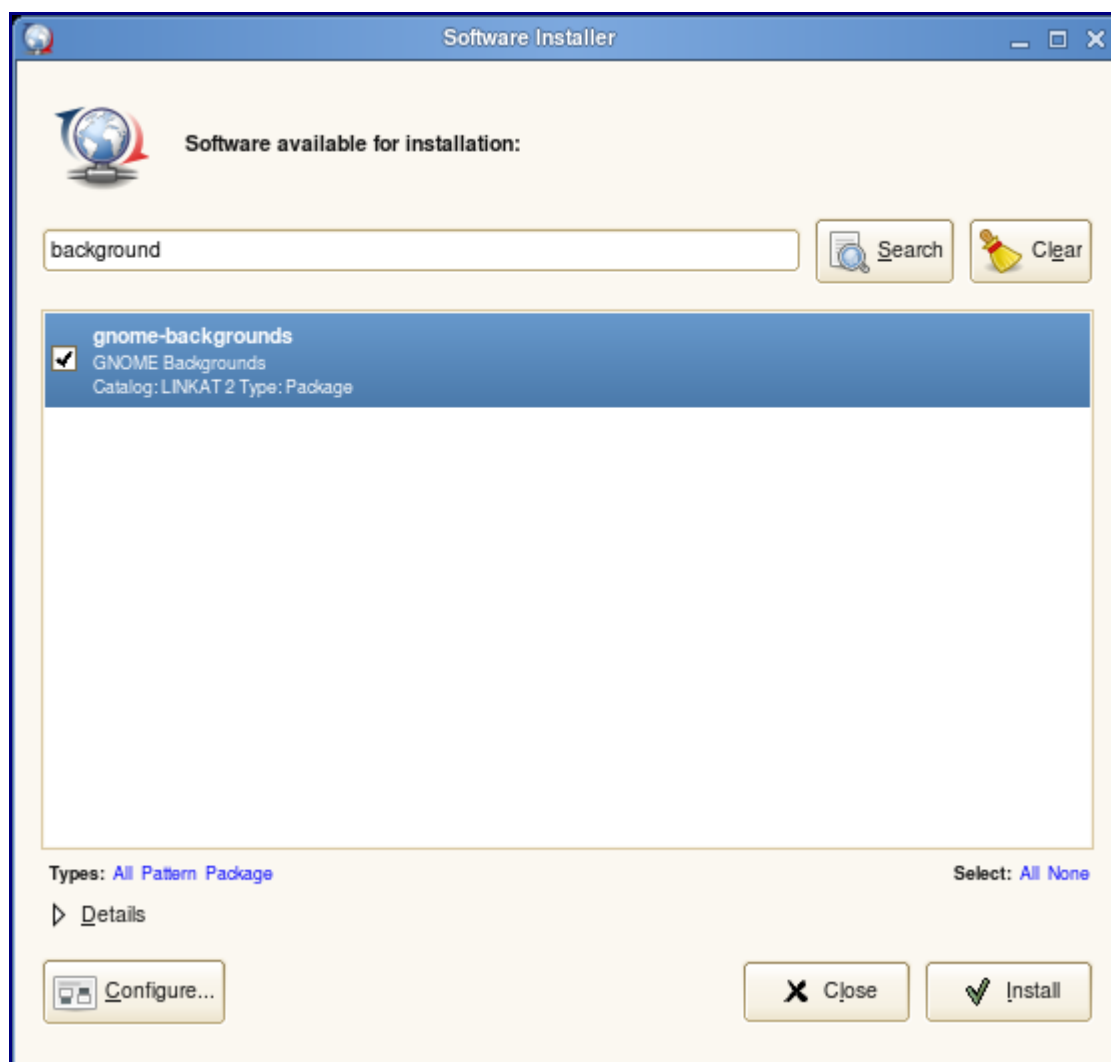 Software Installer
Software available for installation:
background
Search
Clear
gnome-backgrounds
GNOME Backgrounds
Catalog: LINKAT 2 Type: Package
Types: All Pattern Package
Select: All None
Details
Configure...
Close
Install